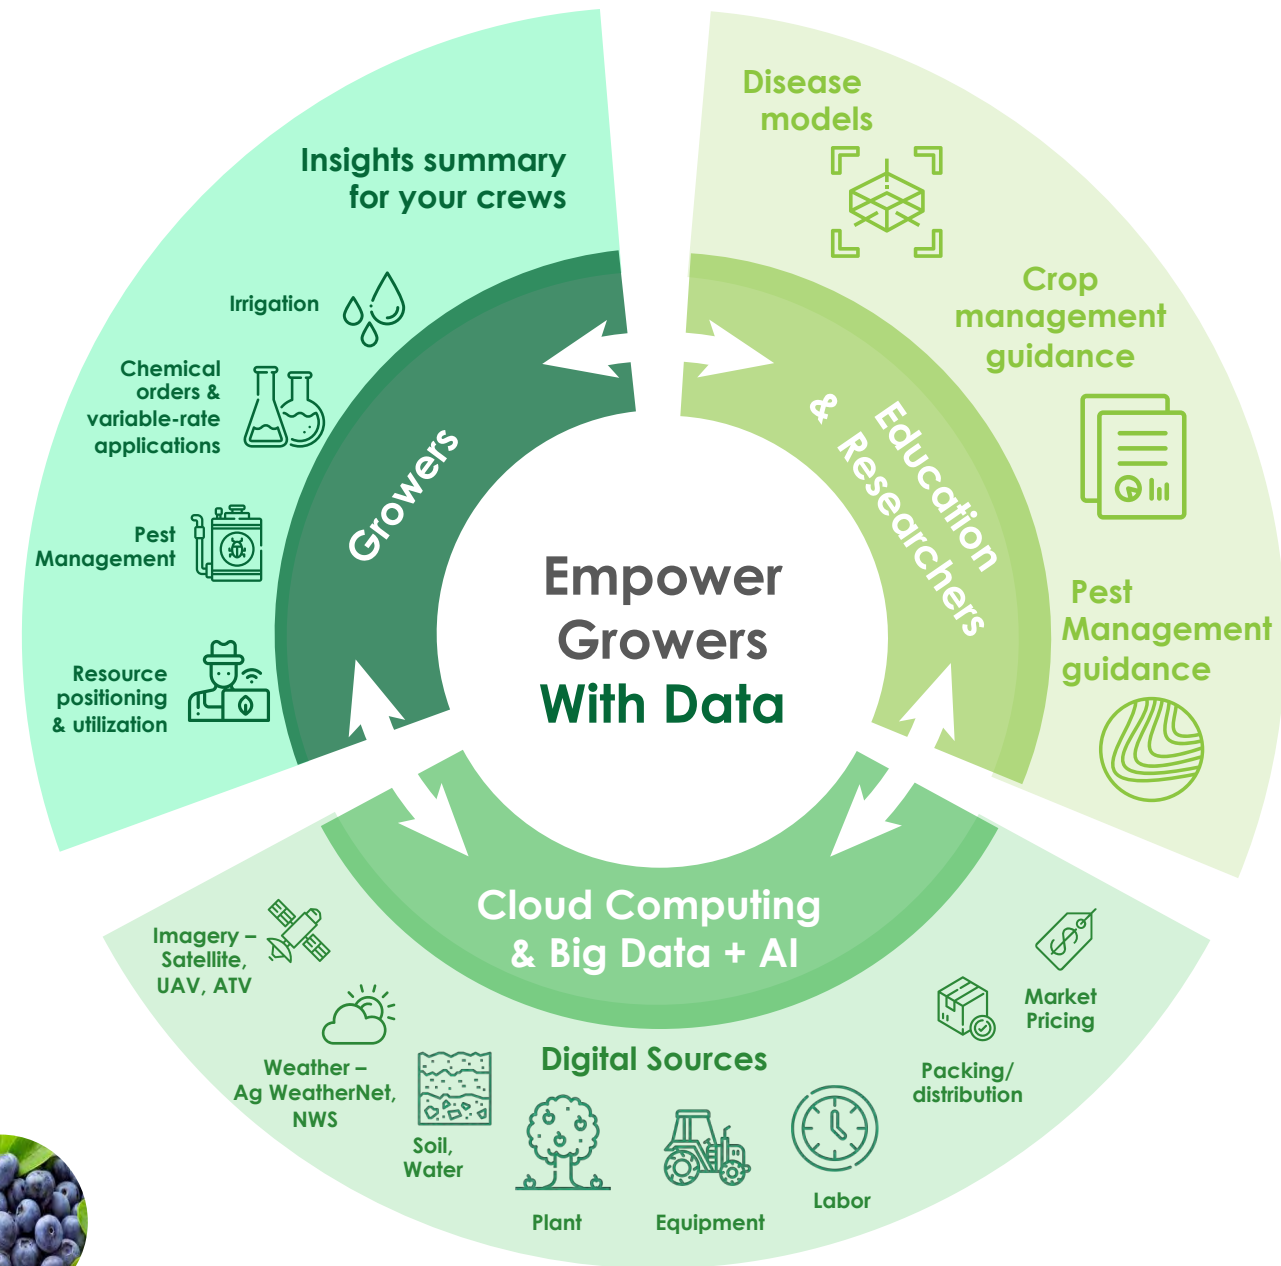 Insights summary
for your crews
Irrigation
Chemical
orders &
variable-rate
applications
Pest
Management
Resource
positioning
& utilization
Growers
Disease
models
Crop
management
guidance
Pest
Management
guidance
Education
& Researchers
Empower
Growers
With Data
Cloud Computing
& Big Data + AI
Digital Sources
Imagery –
Satellite,
UAV, ATV
Weather –
Ag WeatherNet,
NWS
Soil,
Water
Plant
Equipment
Labor
Packing/
distribution
Market
Pricing